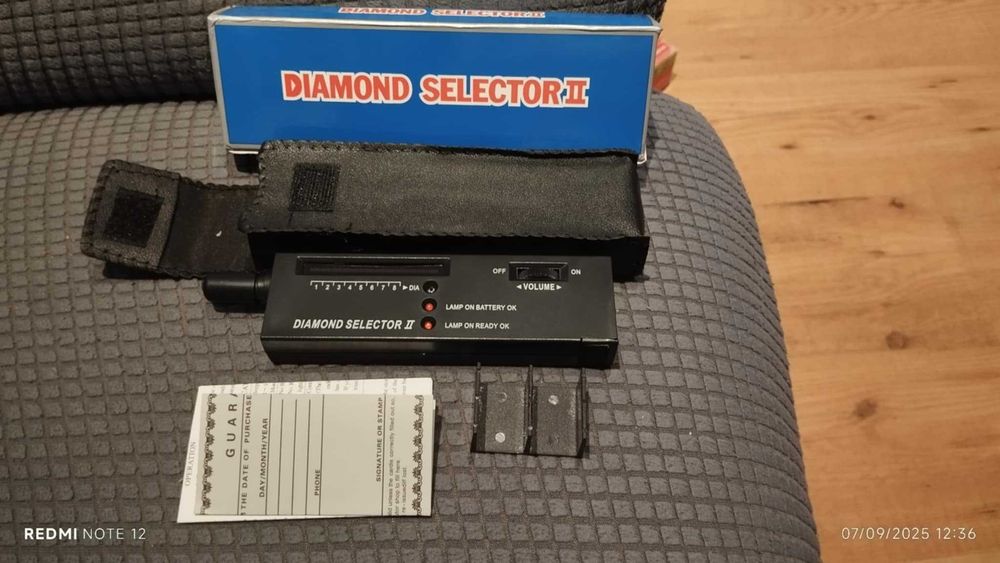 DIAMOND SELECTOR II
DIAMOND SELECTOR II
OFF ON
◄ VOLUME ►
1 2 3 4 5 6 7 8 ►DIA
LAMP ON BATTERY OK
LAMP ON READY OK
DIAMOND SELECTOR II
OPERATION
GUAR
THE DATE OF PURCHASE
DAY/MONTH/YEAR
PHONE
SIGNATURE OR STAMP
REDMI NOTE 12
07/09/2025 12:36